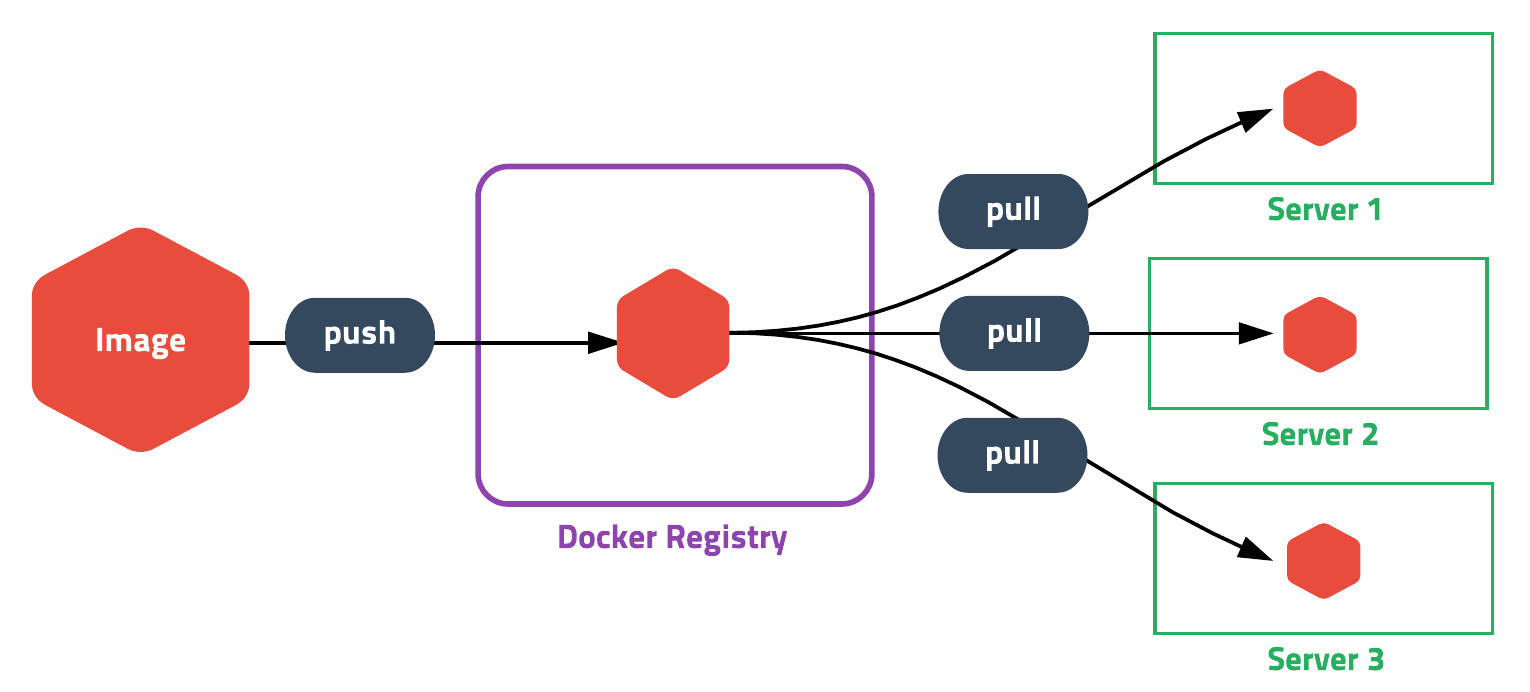 Image
push
Docker Registry
pull
pull
pull
Server 1
Server 2
Server 3